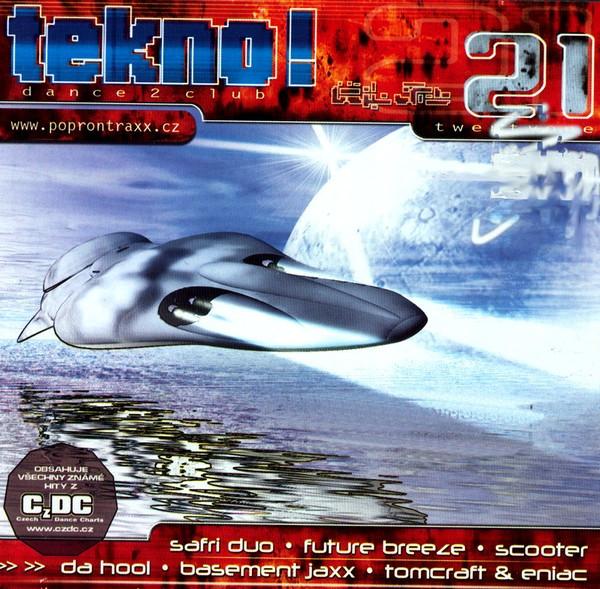 tekno!
dance 2 club
21
www.poprontraxx.cz
OBSAHUJE
VŠECHNY ZNÁMÉ
HITY Z
CzDC
Czech Dance Charts
www.czdc.cz
safri duo • future breeze • scooter
>> >> da hool • basement jaxx • tomcraft & eniac